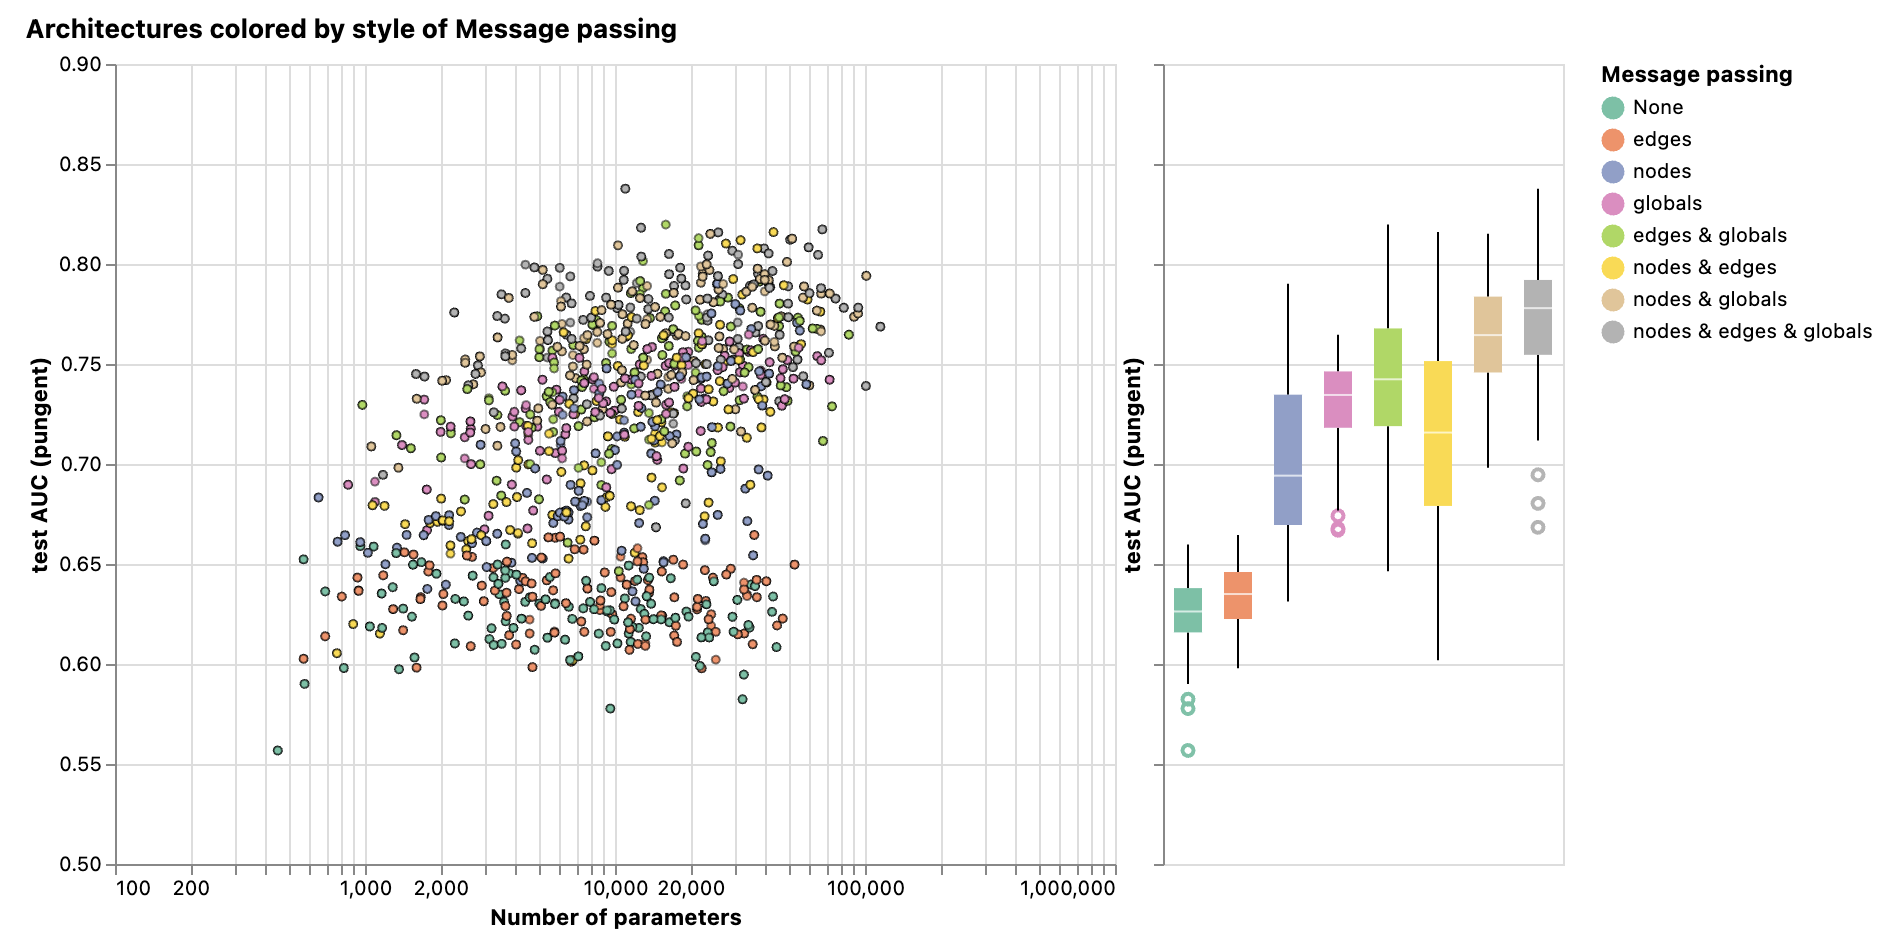 Architectures colored by style of Message passing
test AUC (pungent)
0.90
0.85
0.80
0.75
0.70
0.65
0.60
0.55
0.50
100 200 1,000 2,000 10,000 20,000 100,000 1,000,000
Number of parameters
test AUC (pungent)
Message passing
None
edges
nodes
globals
edges & globals
nodes & edges
nodes & globals
nodes & edges & globals